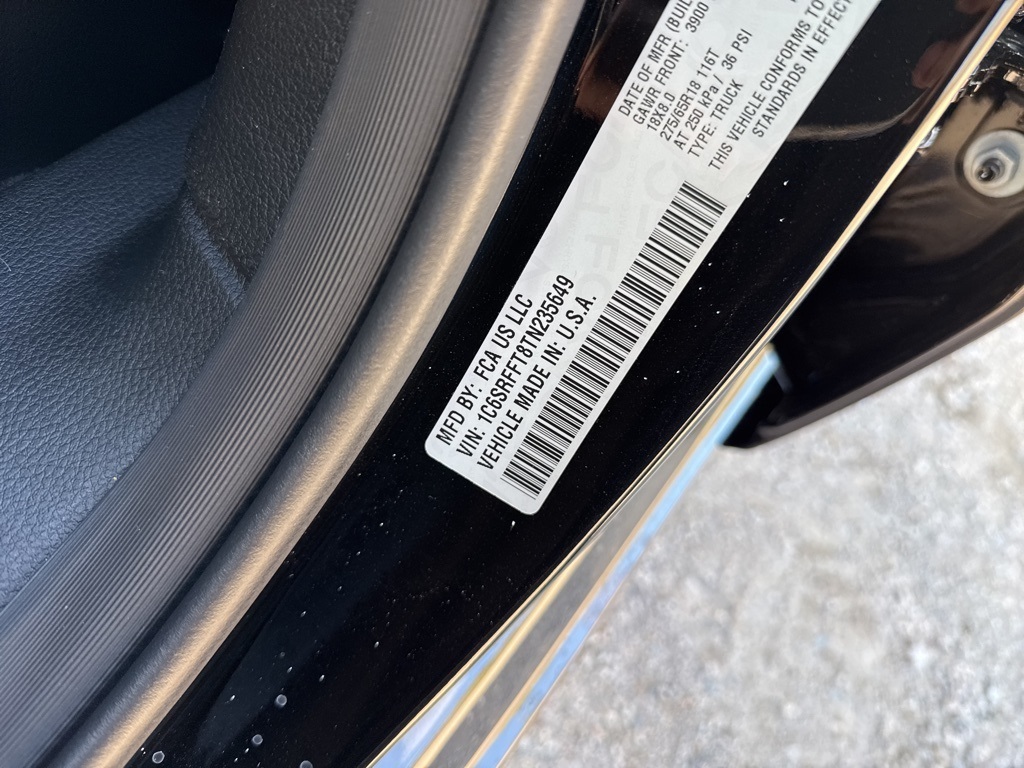 MFD BY: FCA US LLC
VIN: 1C6SRFFT8TN235649
VEHICLE MADE IN: U.S.A.
DATE OF MFR (BUIL
GAWR FRONT: 3900
18X8.0
275/65R18 116T
AT 250 kPa / 36 PSI
TYPE: TRUCK
THIS VEHICLE CONFORMS TO
STANDARDS IN EFFECT